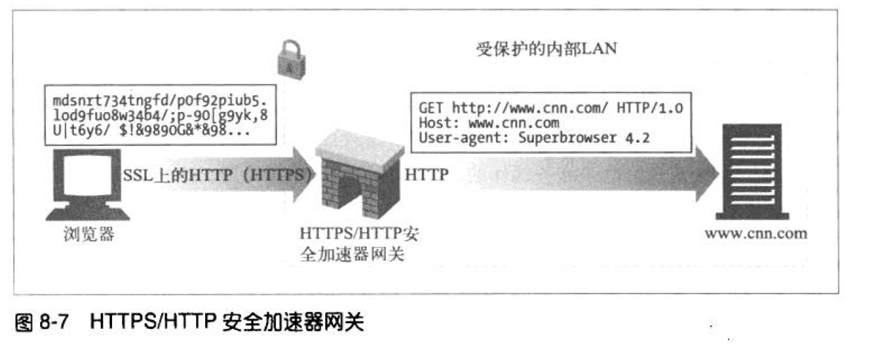 受保护的内部LAN
mdsnrt734tngfd/p0f92piub5.
lod9fuo8w34b4/;p-90[g9yk,8
U|t6y6/ $!&9890G&*&98...
GET http://www.cnn.com/ HTTP/1.0
Host: www.cnn.com
User-agent: Superbrowser 4.2
SSL上的HTTP（HTTPS）
HTTP
浏览器
HTTPS/HTTP安
全加速器网关
www.cnn.com
图 8-7 HTTPS/HTTP 安全加速器网关